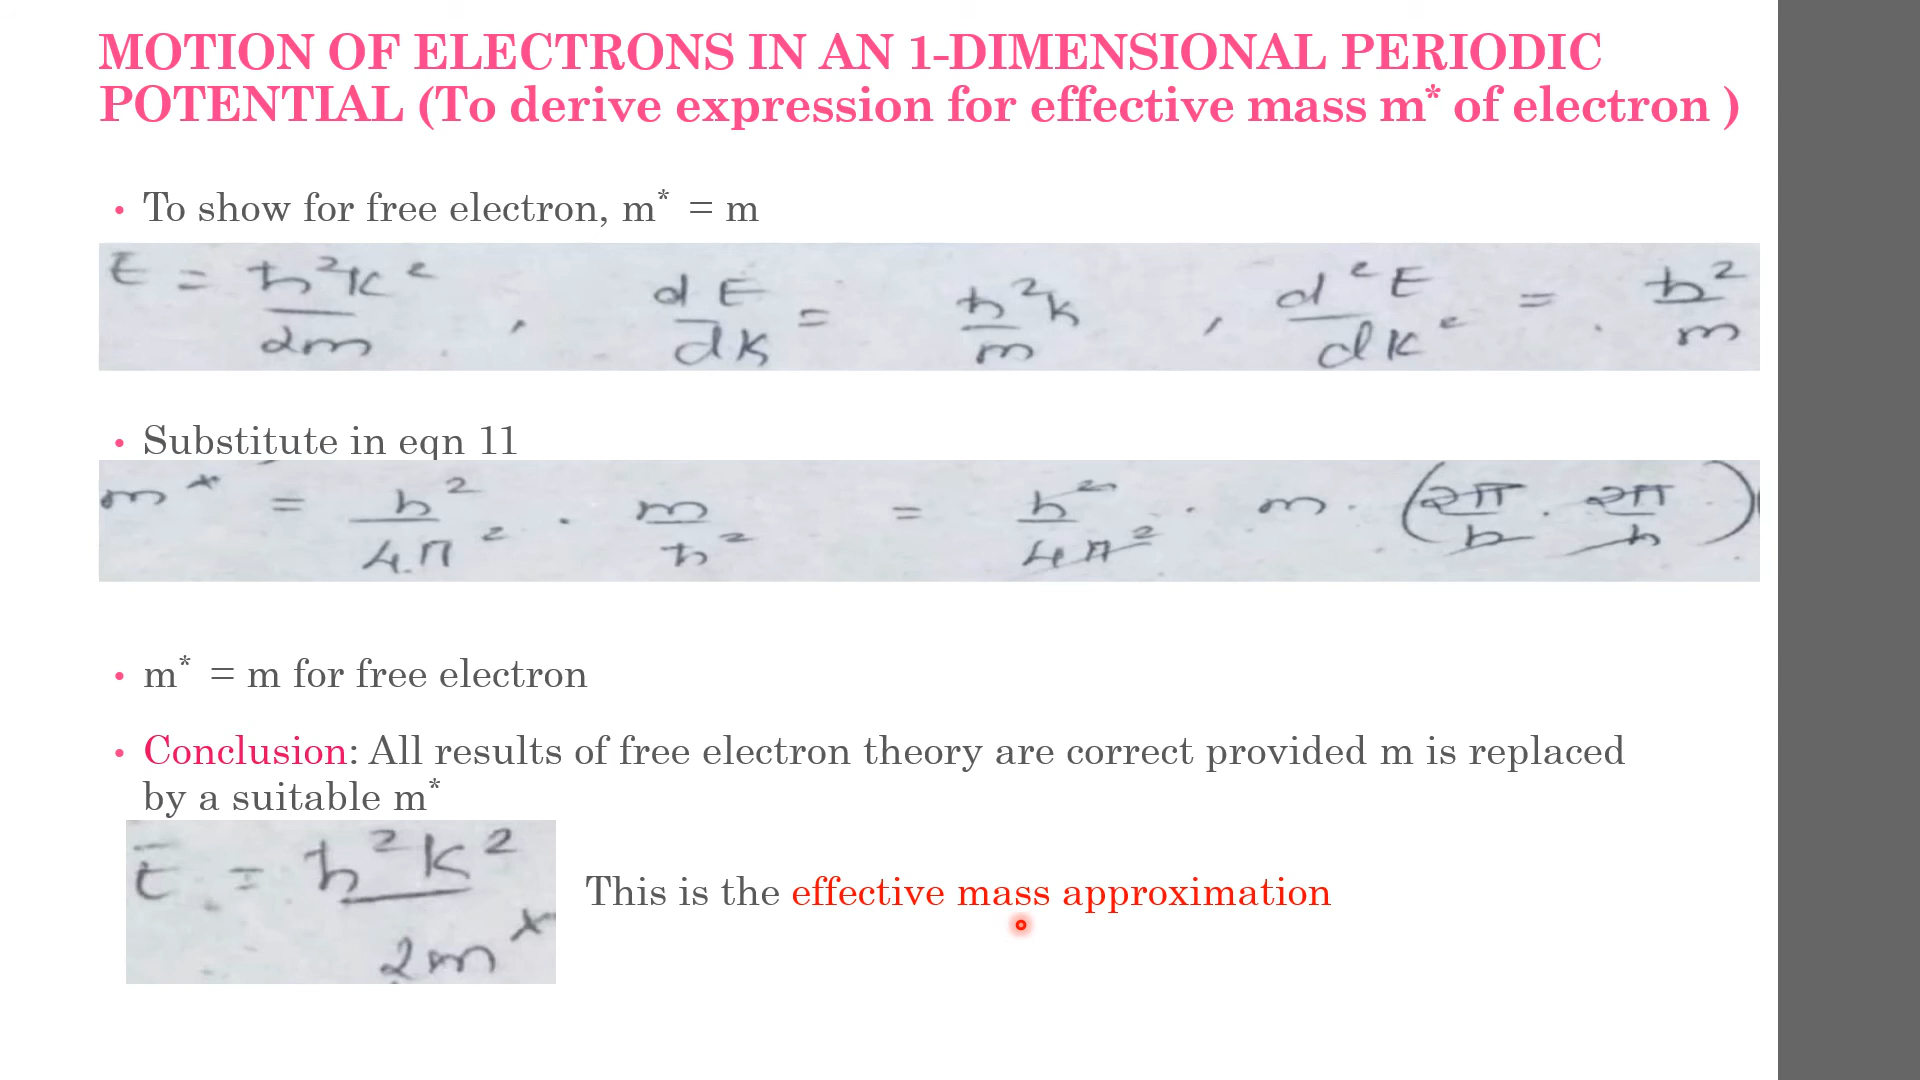 MOTION OF ELECTRONS IN AN 1-DIMENSIONAL PERIODIC
POTENTIAL (To derive expression for effective mass m* of electron )
• To show for free electron, m* = m
E = ħ²k²/2m , dE/dk = ħ²k/m , d²E/dk² = ħ²/m
• Substitute in eqn 11
m* = h²/4π² · m/ħ² = h²/4π² · m · (2π/h · 2π/h)
• m* = m for free electron
• Conclusion: All results of free electron theory are correct provided m is replaced
by a suitable m*
E = ħ²k²/2m*
This is the effective mass approximation